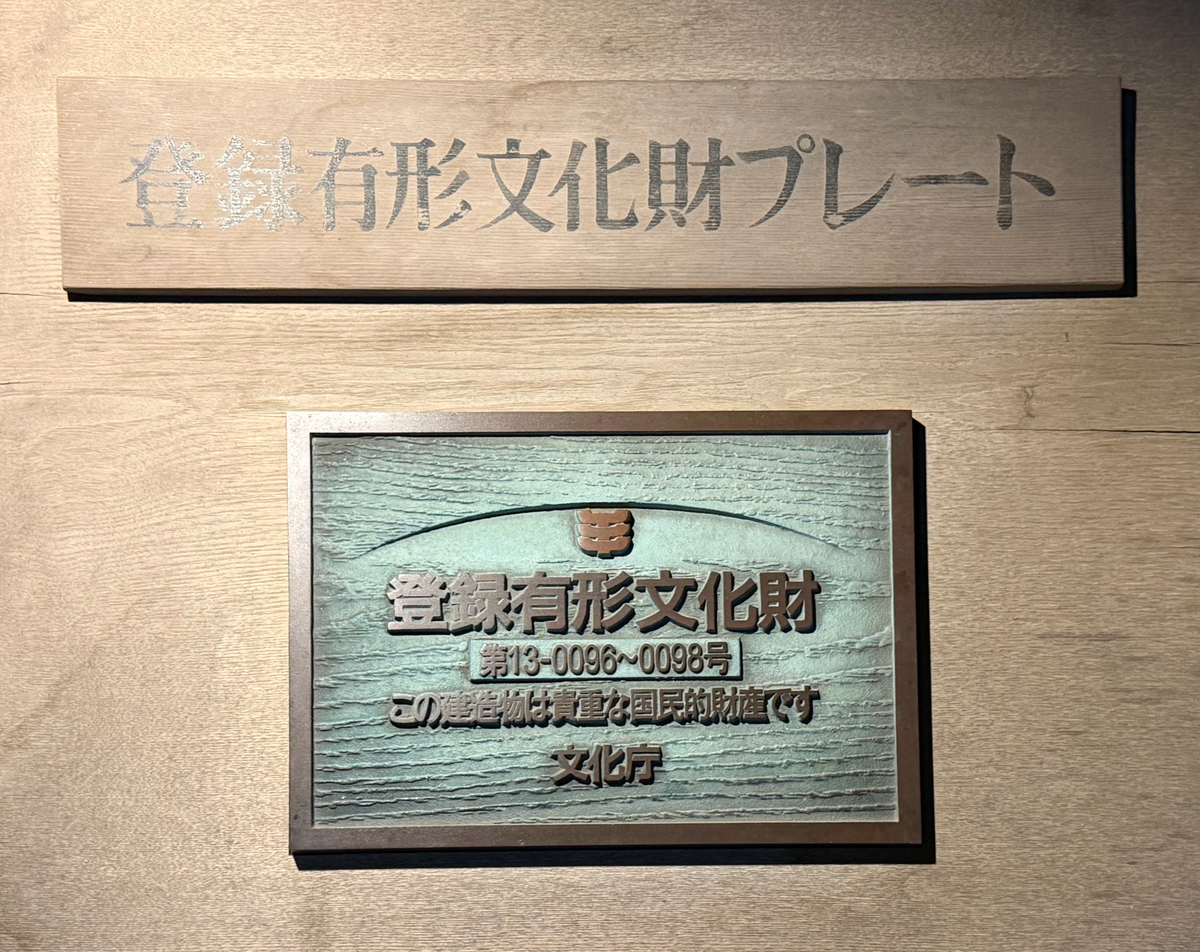 登録有形文化財プレート
登録有形文化財
第13-0096~0098号
この建造物は貴重な国民的財産です
文化庁